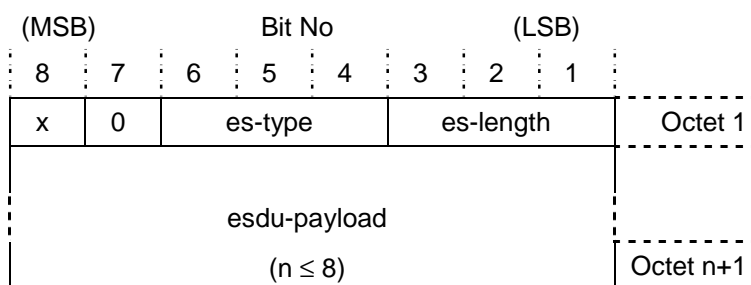 (MSB) Bit No (LSB)
8 7 6 5 4 3 2 1
x 0 es-type es-length Octet 1
esdu-payload
(n ≤ 8) Octet n+1